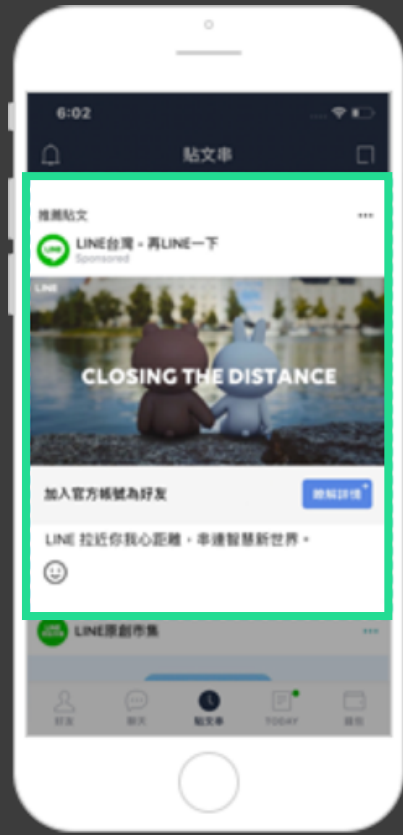 6:02
貼文串
推薦貼文
LINE台灣 - 再LINE一下
Sponsored
LINE
CLOSING THE DISTANCE
加入官方帳號為好友
瞭解詳情
LINE 拉近你我心距離，串連智慧新世界。
LINE原創市集
好友
聊天
貼文串
TODAY
錢包